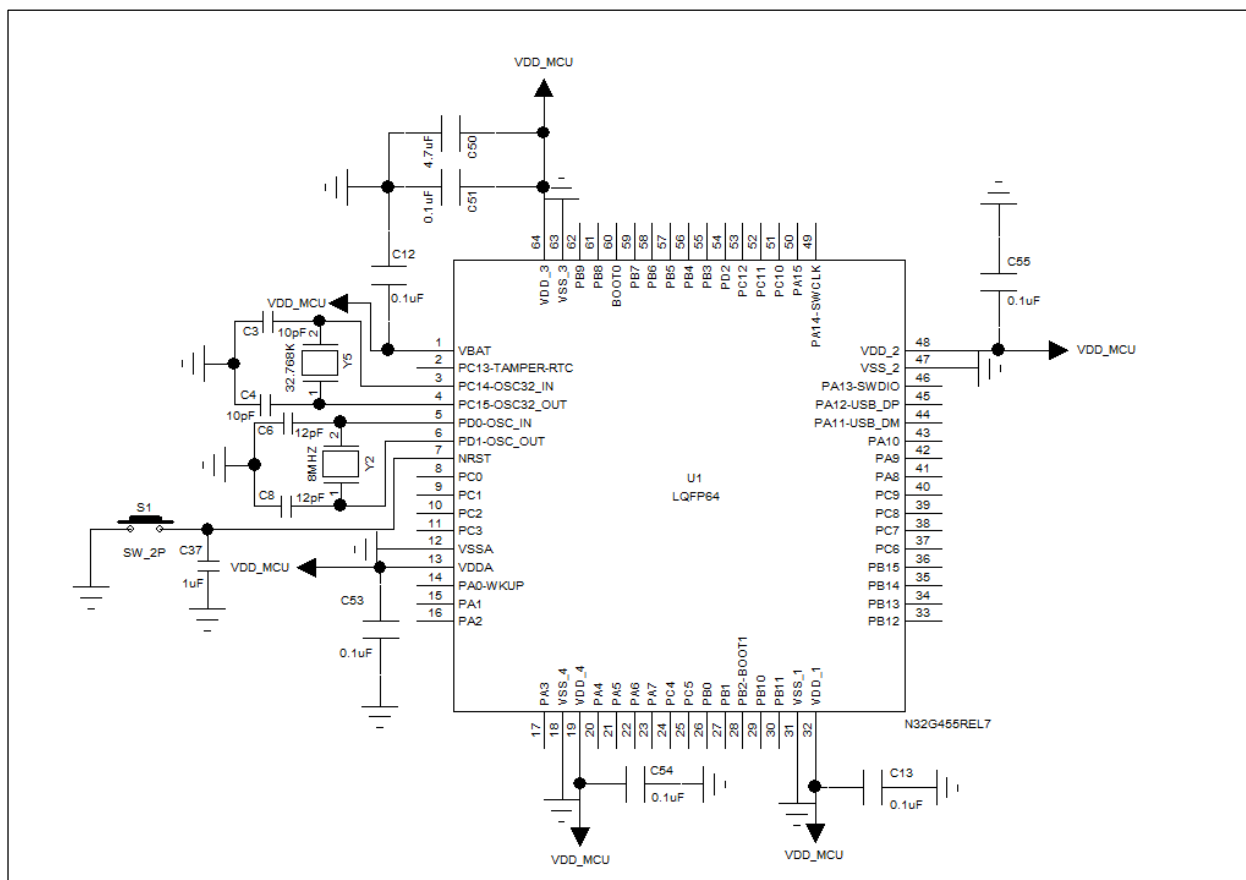 VDD_MCU
4.7uF
C50
0.1uF
C51
C12
0.1uF
64
63
62
61
60
59
58
57
56
55
54
53
52
51
50
49
VDD_3
VSS_3
PB9
PB8
BOOT0
PB7
PB6
PB5
PB4
PB3
PD2
PC12
PC11
PC10
PA15
PA14-SWCLK
C55
0.1uF
VDD_MCU
C3
10pF
2
Y5
32.768K
1
C4
10pF
C6
12pF
2
Y2
8MHZ
1
C8
12pF
S1
SW_2P
C37
1uF
VDD_MCU
C53
0.1uF
1 VBAT
2 PC13-TAMPER-RTC
3 PC14-OSC32_IN
4 PC15-OSC32_OUT
5 PD0-OSC_IN
6 PD1-OSC_OUT
7 NRST
8 PC0
9 PC1
10 PC2
11 PC3
12 VSSA
13 VDDA
14 PA0-WKUP
15 PA1
16 PA2
U1
LQFP64
VDD_2 48
VSS_2 47
PA13-SWDIO 46
PA12-USB_DP 45
PA11-USB_DM 44
PA10 43
PA9 42
PA8 41
PC9 40
PC8 39
PC7 38
PC6 37
PB15 36
PB14 35
PB13 34
PB12 33
VDD_MCU
PA3
VSS_4
VDD_4
PA4
PA5
PA6
PA7
PC4
PC5
PB0
PB1
PB2-BOOT1
PB10
PB11
VSS_1
VDD_1
17
18
19
20
21
22
23
24
25
26
27
28
29
30
31
32
N32G455REL7
C54
0.1uF
VDD_MCU
C13
0.1uF
VDD_MCU